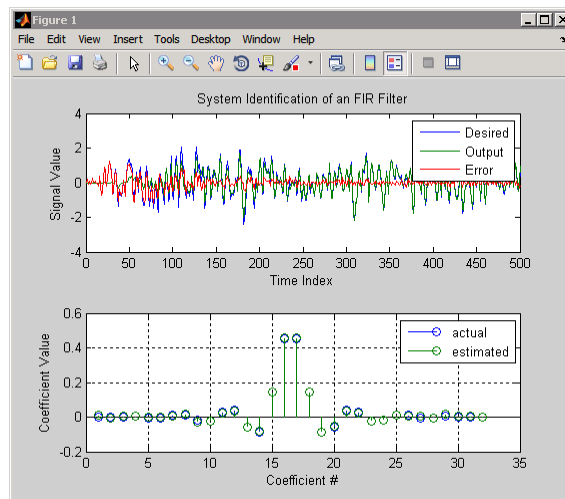 Figure 1
File Edit View Insert Tools Desktop Window Help
System Identification of an FIR Filter
Signal Value
4
2
0
-2
-4
Desired
Output
Error
0 50 100 150 200 250 300 350 400 450 500
Time Index
Coefficient Value
0.6
0.4
0.2
0
-0.2
actual
estimated
0 5 10 15 20 25 30 35
Coefficient #